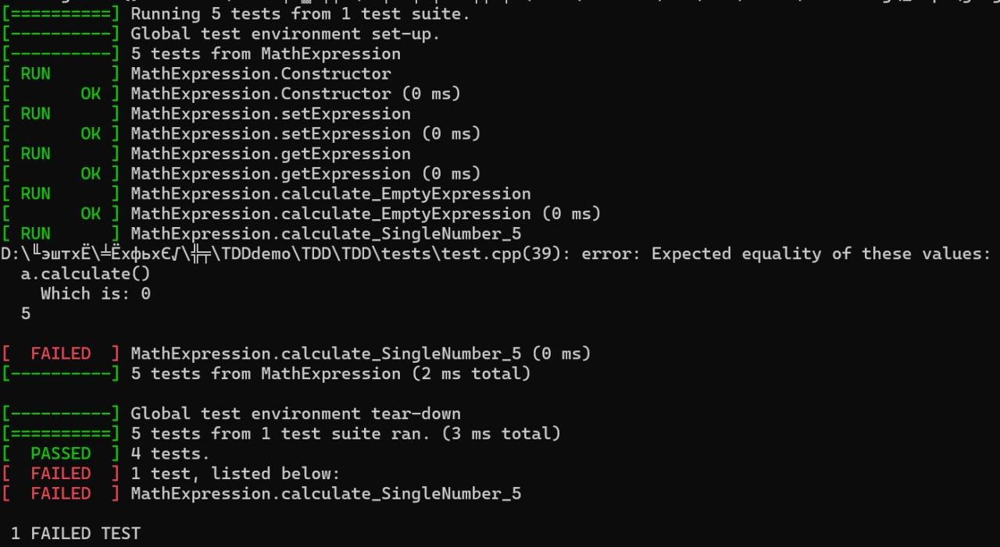 [==========] Running 5 tests from 1 test suite.
[----------] Global test environment set-up.
[----------] 5 tests from MathExpression
[ RUN      ] MathExpression.Constructor
[       OK ] MathExpression.Constructor (0 ms)
[ RUN      ] MathExpression.setExpression
[       OK ] MathExpression.setExpression (0 ms)
[ RUN      ] MathExpression.getExpression
[       OK ] MathExpression.getExpression (0 ms)
[ RUN      ] MathExpression.calculate_EmptyExpression
[       OK ] MathExpression.calculate_EmptyExpression (0 ms)
[ RUN      ] MathExpression.calculate_SingleNumber_5
D:\╙эштхЁ\╧ЁхфьхЄ√\╬╤\TDDdemo\TDD\TDD\tests\test.cpp(39): error: Expected equality of these values:
  a.calculate()
    Which is: 0
  5
[  FAILED  ] MathExpression.calculate_SingleNumber_5 (0 ms)
[----------] 5 tests from MathExpression (2 ms total)
[----------] Global test environment tear-down
[==========] 5 tests from 1 test suite ran. (3 ms total)
[  PASSED  ] 4 tests.
[  FAILED  ] 1 test, listed below:
[  FAILED  ] MathExpression.calculate_SingleNumber_5
 1 FAILED TEST